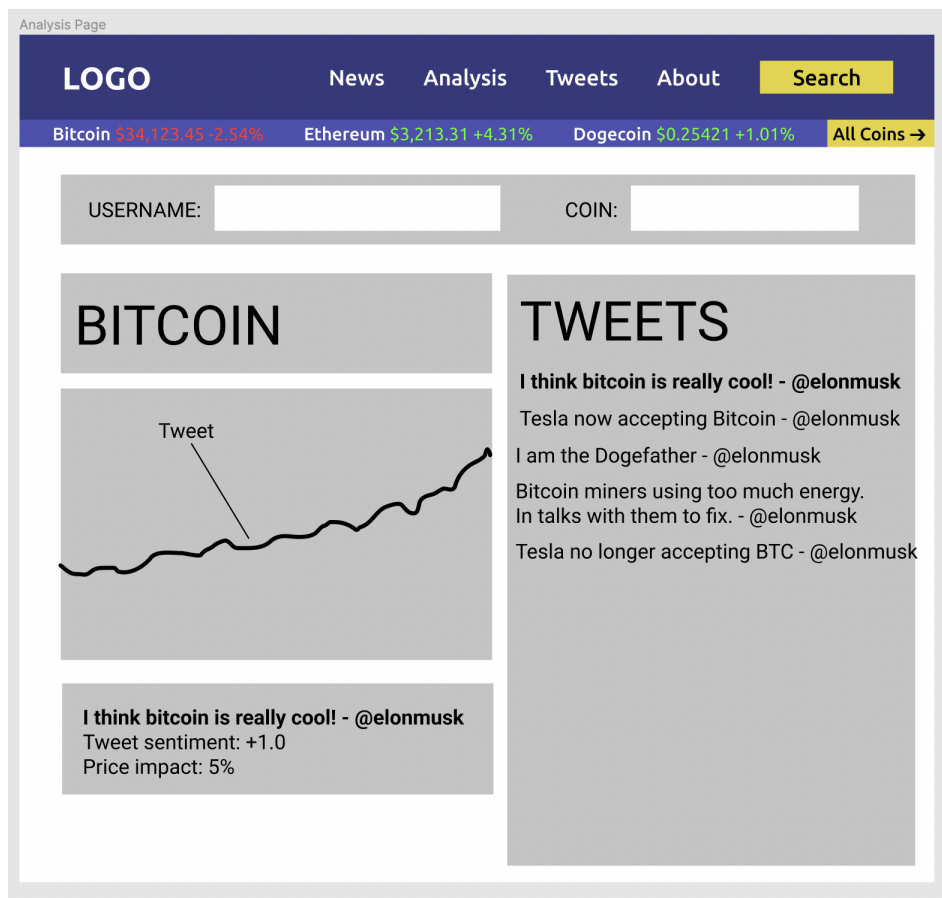 Analysis Page
LOGO News Analysis Tweets About Search
Bitcoin $34,123.45 -2.54% Ethereum $3,213.31 +4.31% Dogecoin $0.25421 +1.01% All Coins →
USERNAME: COIN:
BITCOIN
Tweet
I think bitcoin is really cool! - @elonmusk
Tweet sentiment: +1.0
Price impact: 5%
TWEETS
I think bitcoin is really cool! - @elonmusk
Tesla now accepting Bitcoin - @elonmusk
I am the Dogefather - @elonmusk
Bitcoin miners using too much energy.
In talks with them to fix. - @elonmusk
Tesla no longer accepting BTC - @elonmusk